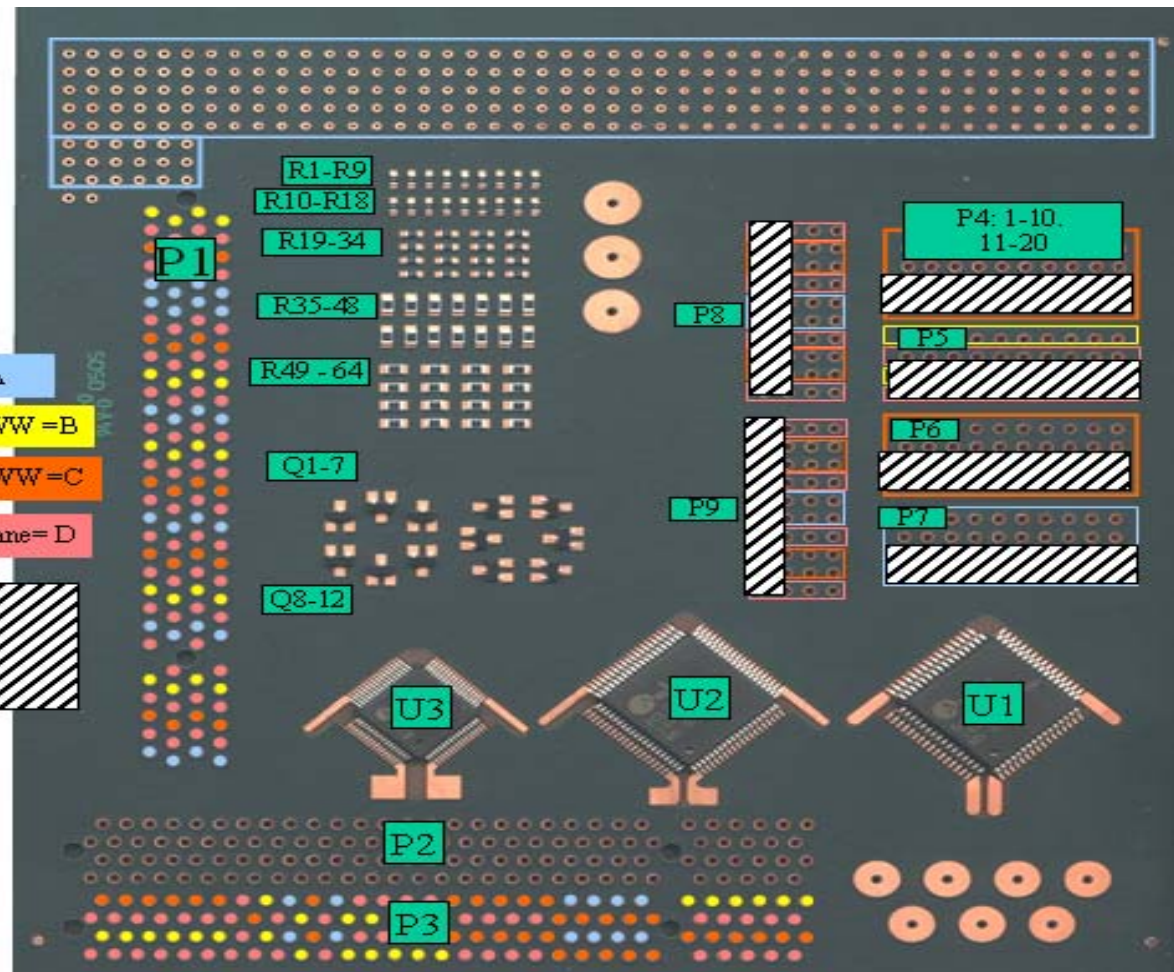 R1-R9
R10-R18
R19-34
R35-48
R49 - 64
Q1-7
Q8-12
P1
P4: 1-10.
11-20
P8
P5
P6
P9
P7
=B
=C
= D
U3
U2
U1
P2
P3